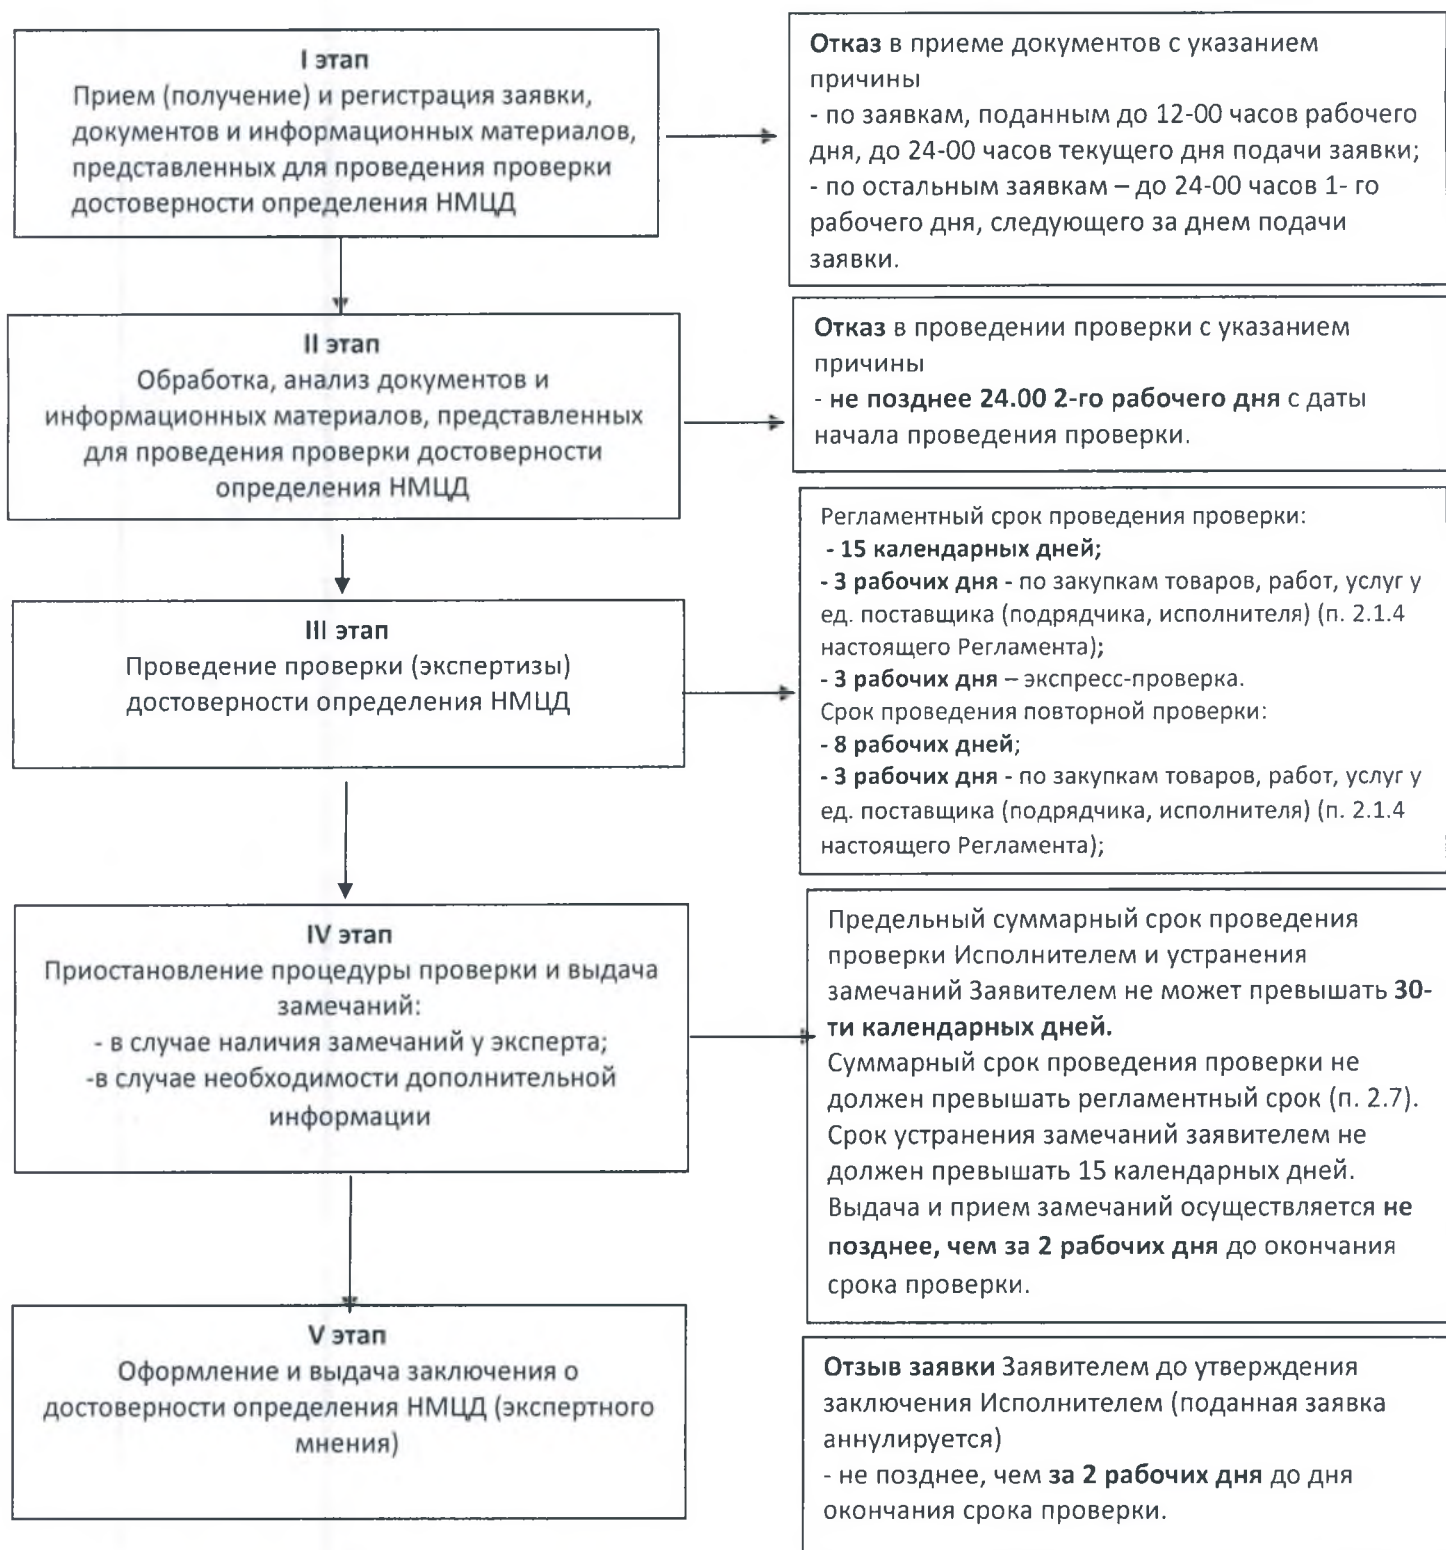 I этап
Прием (получение) и регистрация заявки,
документов и информационных материалов,
представленных для проведения проверки
достоверности определения НМЦД
Отказ в приеме документов с указанием
причины
- по заявкам, поданным до 12-00 часов рабочего
дня, до 24-00 часов текущего дня подачи заявки;
- по остальным заявкам – до 24-00 часов 1- го
рабочего дня, следующего за днем подачи
заявки.
II этап
Обработка, анализ документов и
информационных материалов, представленных
для проведения проверки достоверности
определения НМЦД
Отказ в проведении проверки с указанием
причины
- не позднее 24.00 2-го рабочего дня с даты
начала проведения проверки.
III этап
Проведение проверки (экспертизы)
достоверности определения НМЦД
Регламентный срок проведения проверки:
- 15 календарных дней;
- 3 рабочих дня - по закупкам товаров, работ, услуг у
ед. поставщика (подрядчика, исполнителя) (п. 2.1.4
настоящего Регламента);
- 3 рабочих дня – экспресс-проверка.
Срок проведения повторной проверки:
- 8 рабочих дней;
- 3 рабочих дня - по закупкам товаров, работ, услуг у
ед. поставщика (подрядчика, исполнителя) (п. 2.1.4
настоящего Регламента);
IV этап
Приостановление процедуры проверки и выдача
замечаний:
- в случае наличия замечаний у эксперта;
-в случае необходимости дополнительной
информации
Предельный суммарный срок проведения
проверки Исполнителем и устранения
замечаний Заявителем не может превышать 30-
ти календарных дней.
Суммарный срок проведения проверки не
должен превышать регламентный срок (п. 2.7).
Срок устранения замечаний заявителем не
должен превышать 15 календарных дней.
Выдача и прием замечаний осуществляется не
позднее, чем за 2 рабочих дня до окончания
срока проверки.
V этап
Оформление и выдача заключения о
достоверности определения НМЦД (экспертного
мнения)
Отзыв заявки Заявителем до утверждения
заключения Исполнителем (поданная заявка
аннулируется)
- не позднее, чем за 2 рабочих дня до дня
окончания срока проверки.